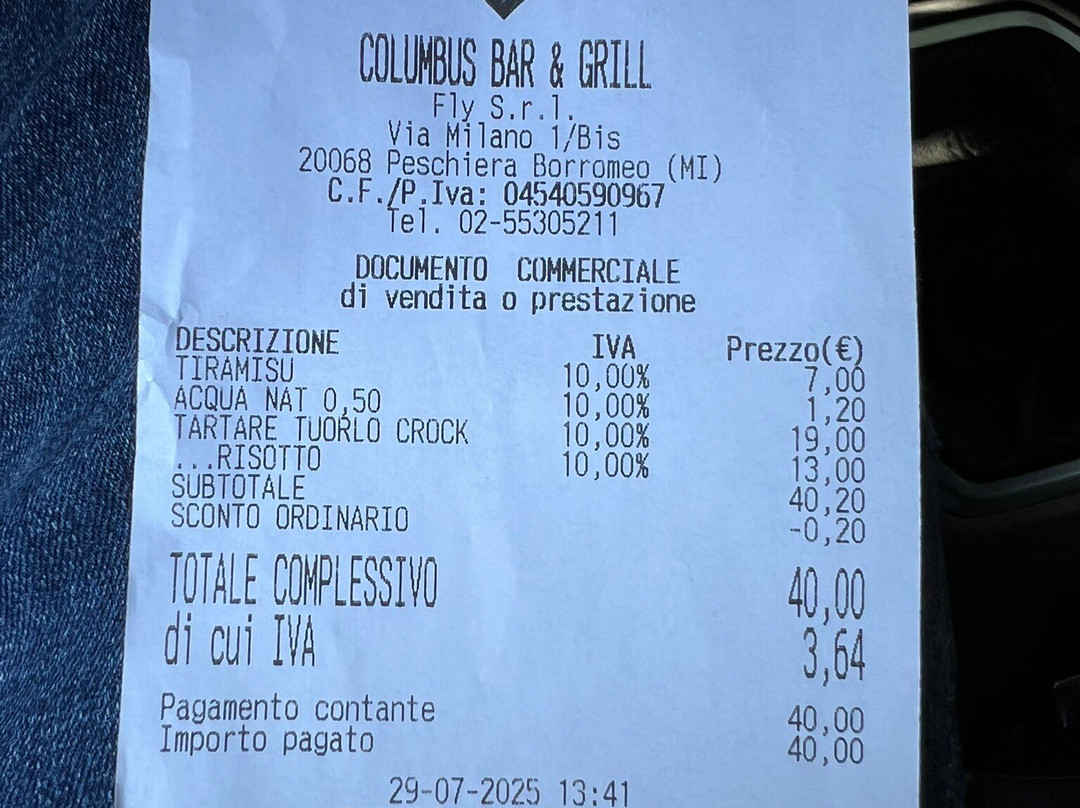 COLUMBUS BAR & GRILL
Fly S.r.l.
Via Milano 1/Bis
20068 Peschiera Borromeo (MI)
C.F./P.Iva: 04540590967
Tel. 02-55305211
DOCUMENTO COMMERCIALE
di vendita o prestazione
DESCRIZIONE IVA Prezzo(€)
TIRAMISU 10,00% 7,00
ACQUA NAT 0,50 10,00% 1,20
TARTARE TUORLO CROCK 10,00% 19,00
...RISOTTO 10,00% 13,00
SUBTOTALE 40,20
SCONTO ORDINARIO -0,20
TOTALE COMPLESSIVO 40,00
di cui IVA 3,64
Pagamento contante 40,00
Importo pagato 40,00
29-07-2025 13:41